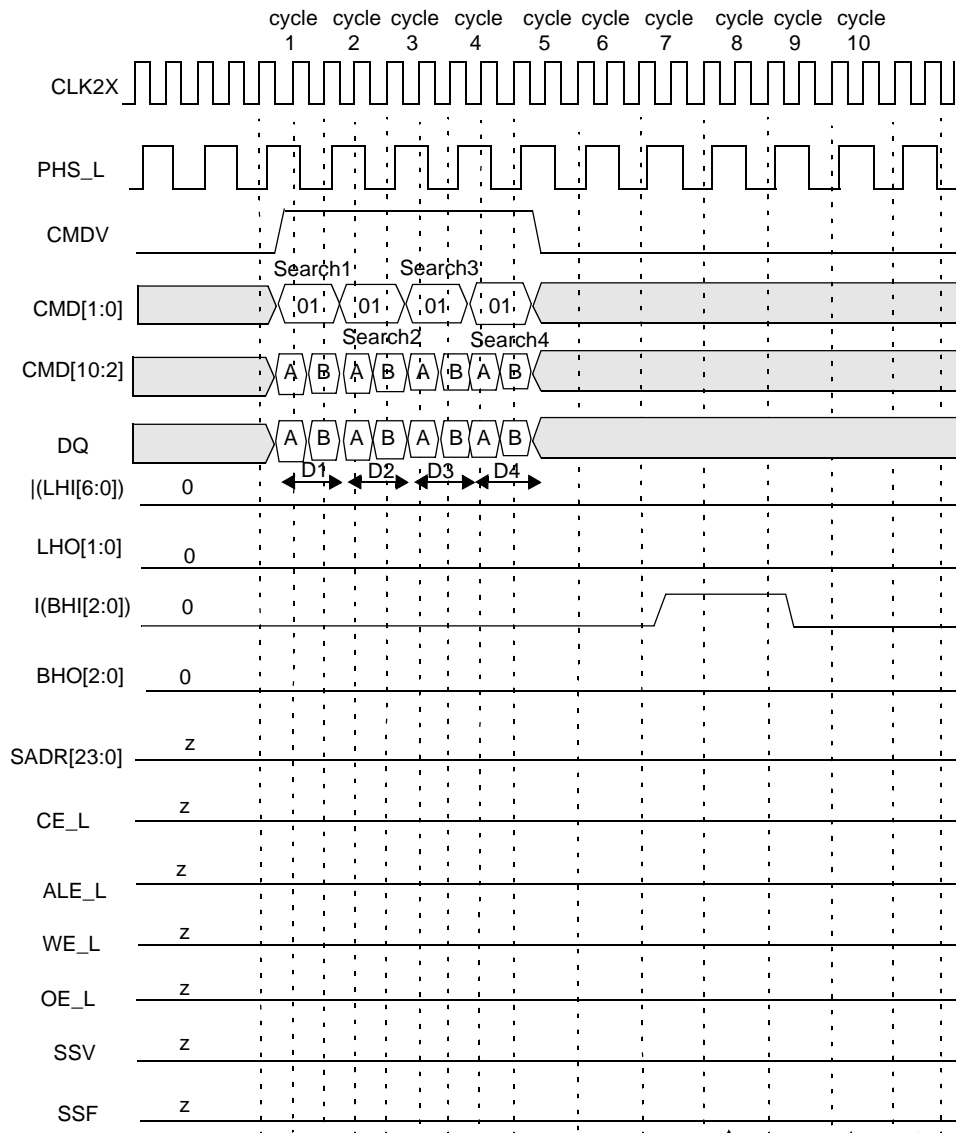 cycle cycle cycle cycle cycle cycle cycle cycle cycle cycle
1 2 3 4 5 6 7 8 9 10
CLK2X
PHS_L
CMDV
Search1 Search3
CMD[1:0] 01 01 01 01
Search2 Search4
CMD[10:2] A B A B A B A B
DQ A B A B A B A B
D1 D2 D3 D4
|(LHI[6:0]) 0
LHO[1:0] 0
I(BHI[2:0]) 0
BHO[2:0] 0
SADR[23:0] z
CE_L z
ALE_L z
WE_L z
OE_L z
SSV z
SSF z